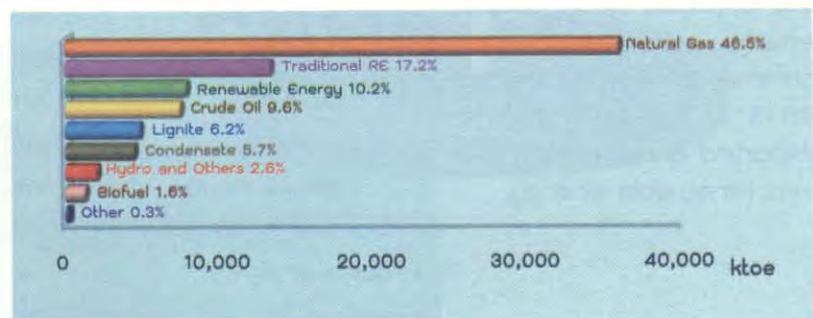 Natural Gas 46.6%
Traditional RE 17.2%
Renewable Energy 10.2%
Crude Oil 9.6%
Lignite 6.2%
Condensate 5.7%
Hydro and Others 2.6%
Biofuel 1.6%
Other 0.3%
0 10,000 20,000 30,000 40,000 ktoe